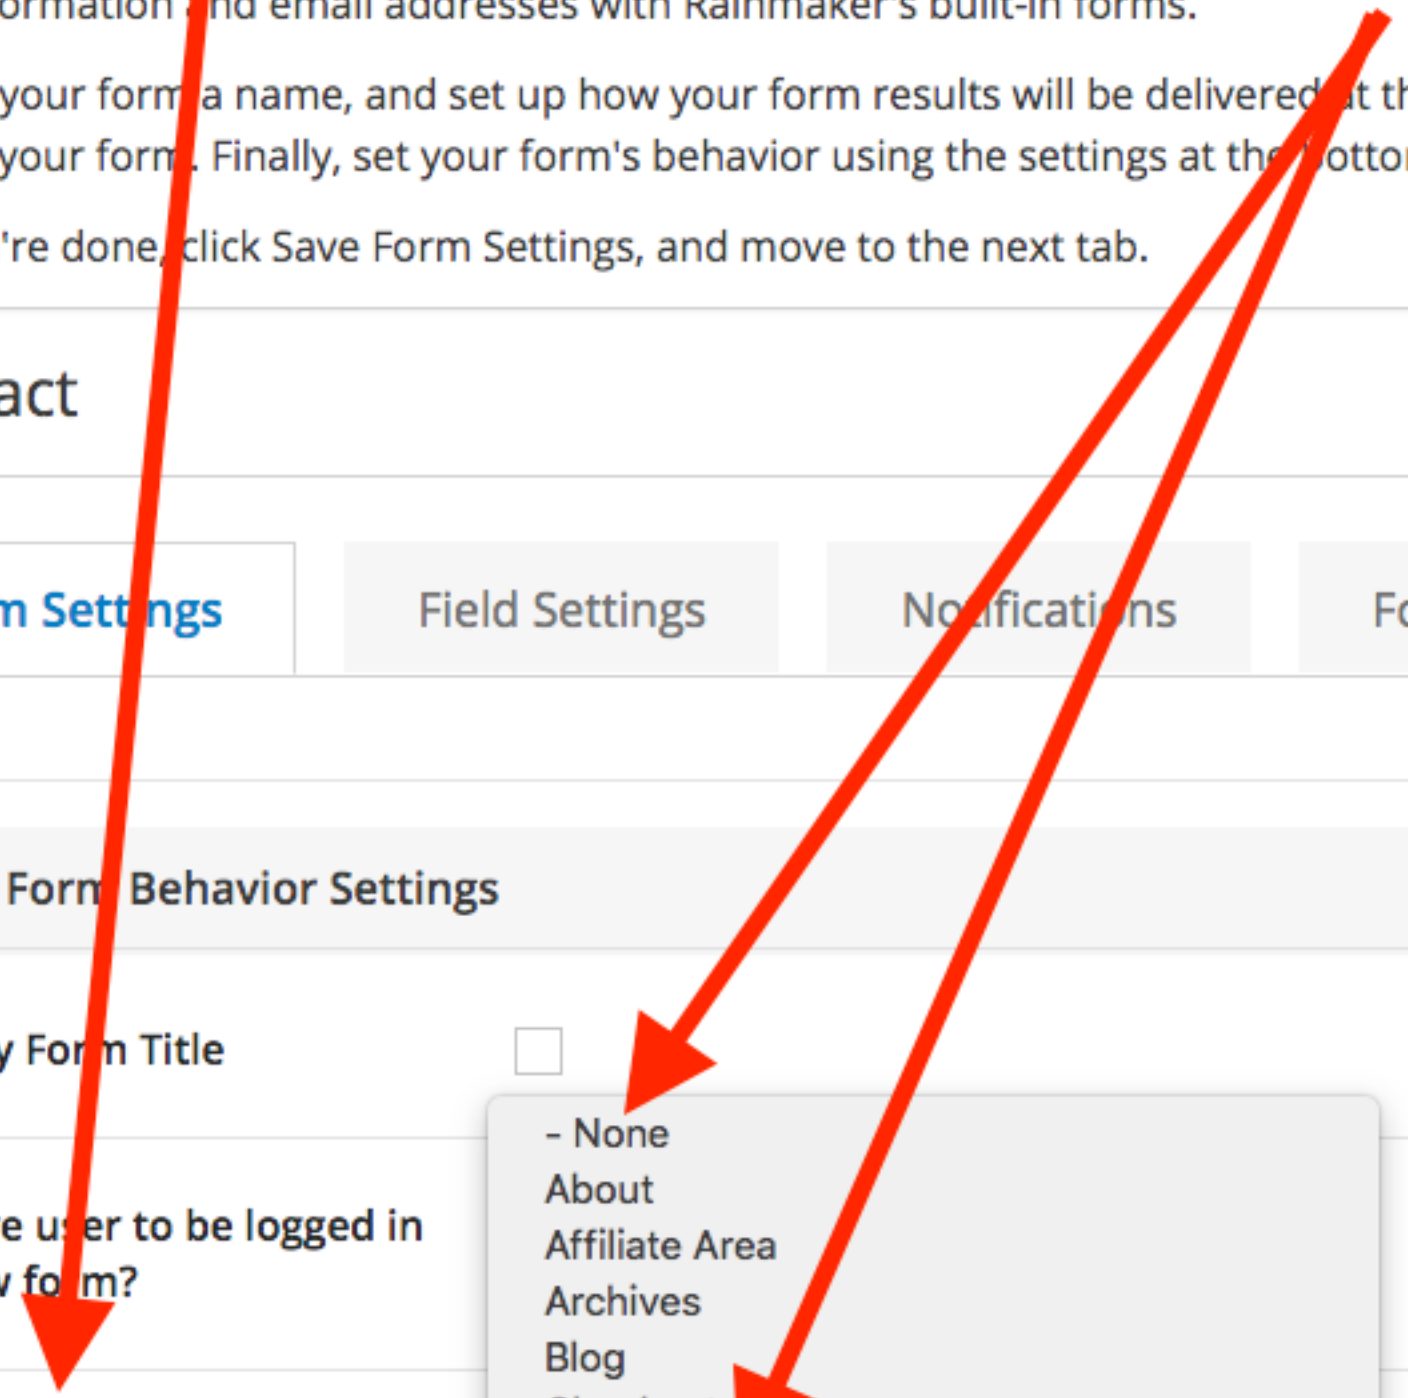 ormation and email addresses with Rainmaker's built-in forms.
your form a name, and set up how your form results will be delivered at th
your form. Finally, set your form's behavior using the settings at the botto
're done, click Save Form Settings, and move to the next tab.
act
m Settings
Field Settings
Notifications
Fo
Form Behavior Settings
y Form Title
- None
About
Affiliate Area
Archives
Blog
e user to be logged in
w form?